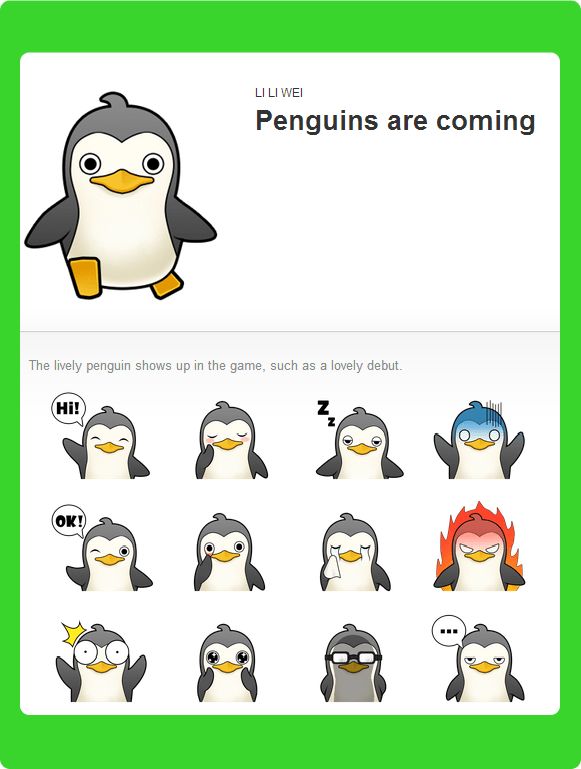 LI LI WEI
Penguins are coming
The lively penguin shows up in the game, such as a lovely debut.
Hi!
Z
z
OK!
...